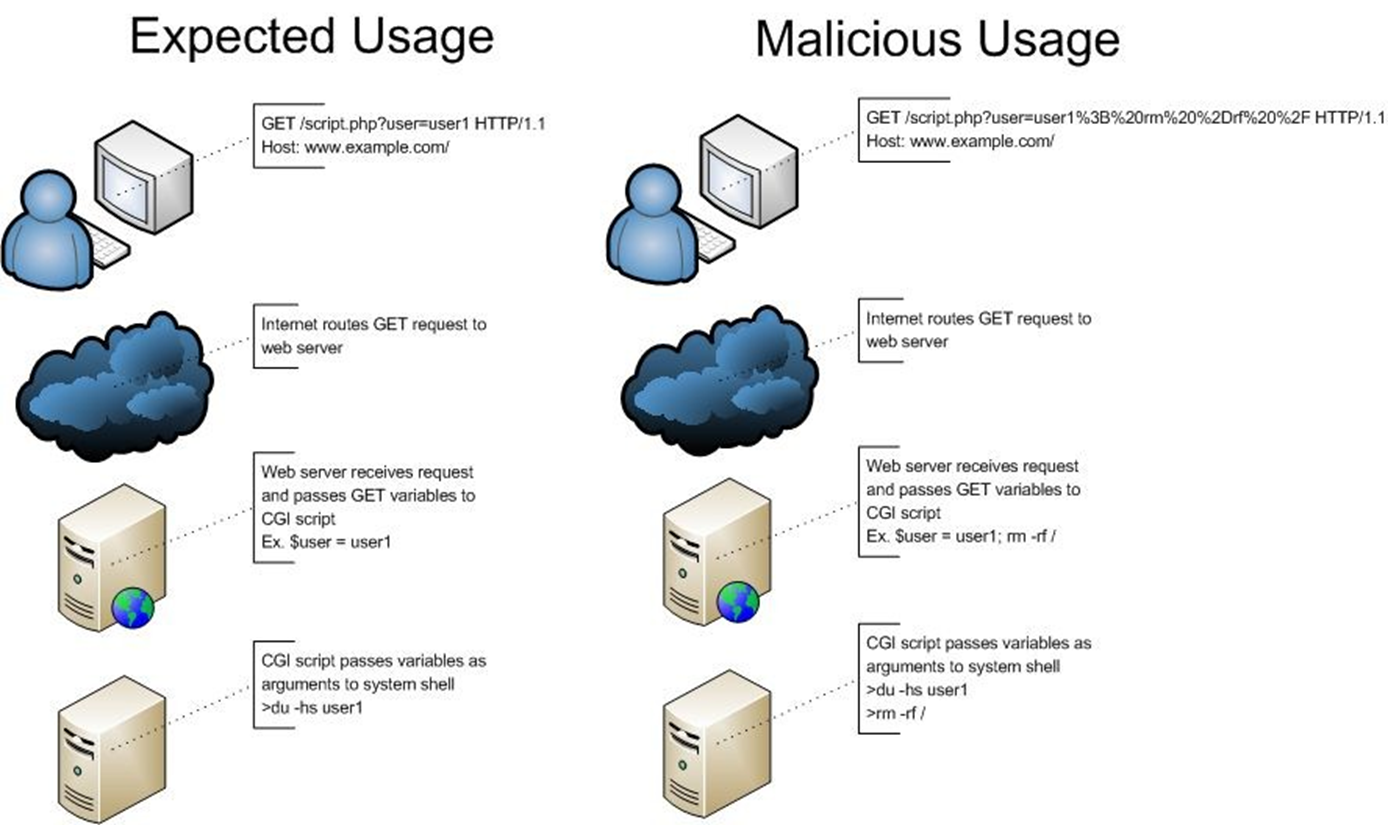 Expected Usage
GET /script.php?user=user1 HTTP/1.1
Host: www.example.com/
Internet routes GET request to
web server
Web server receives request
and passes GET variables to
CGI script
Ex. $user = user1
CGI script passes variables as
arguments to system shell
>du -hs user1
Malicious Usage
GET /script.php?user=user1%3B%20rm%20%2Drf%20%2F HTTP/1.1
Host: www.example.com/
Internet routes GET request to
web server
Web server receives request
and passes GET variables to
CGI script
Ex. $user = user1; rm -rf /
CGI script passes variables as
arguments to system shell
>du -hs user1
>rm -rf /